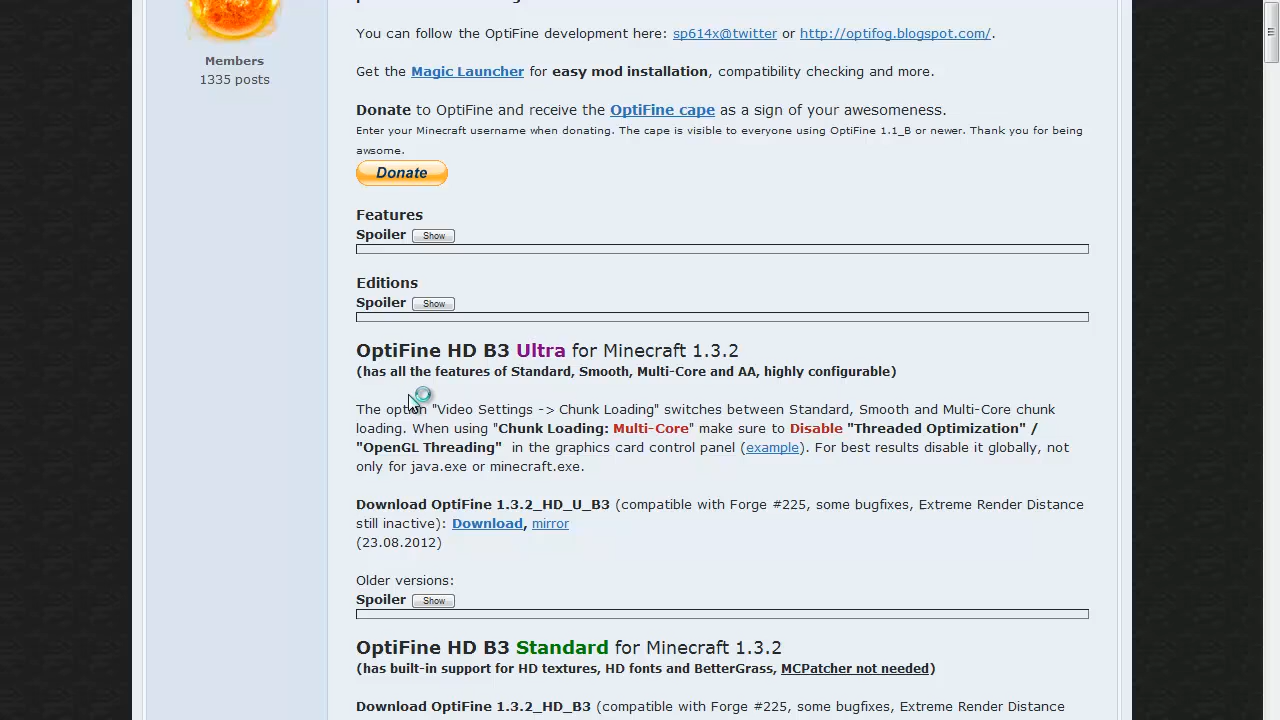 You can follow the OptiFine development here: sp614x@twitter or http://optifog.blogspot.com/.
Members
1335 posts
Get the Magic Launcher for easy mod installation, compatibility checking and more.
Donate to OptiFine and receive the OptiFine cape as a sign of your awesomeness.
Enter your Minecraft username when donating. The cape is visible to everyone using OptiFine 1.1_B or newer. Thank you for being
awsome.
Donate
Features
Spoiler Show
Editions
Spoiler Show
OptiFine HD B3 Ultra for Minecraft 1.3.2
(has all the features of Standard, Smooth, Multi-Core and AA, highly configurable)
The option "Video Settings -> Chunk Loading" switches between Standard, Smooth and Multi-Core chunk
loading. When using "Chunk Loading: Multi-Core" make sure to Disable "Threaded Optimization" /
"OpenGL Threading" in the graphics card control panel (example). For best results disable it globally, not
only for java.exe or minecraft.exe.
Download OptiFine 1.3.2_HD_U_B3 (compatible with Forge #225, some bugfixes, Extreme Render Distance
still inactive): Download, mirror
(23.08.2012)
Older versions:
Spoiler Show
OptiFine HD B3 Standard for Minecraft 1.3.2
(has built-in support for HD textures, HD fonts and BetterGrass, MCPatcher not needed)
Download OptiFine 1.3.2_HD_B3 (compatible with Forge #225, some bugfixes, Extreme Render Distance